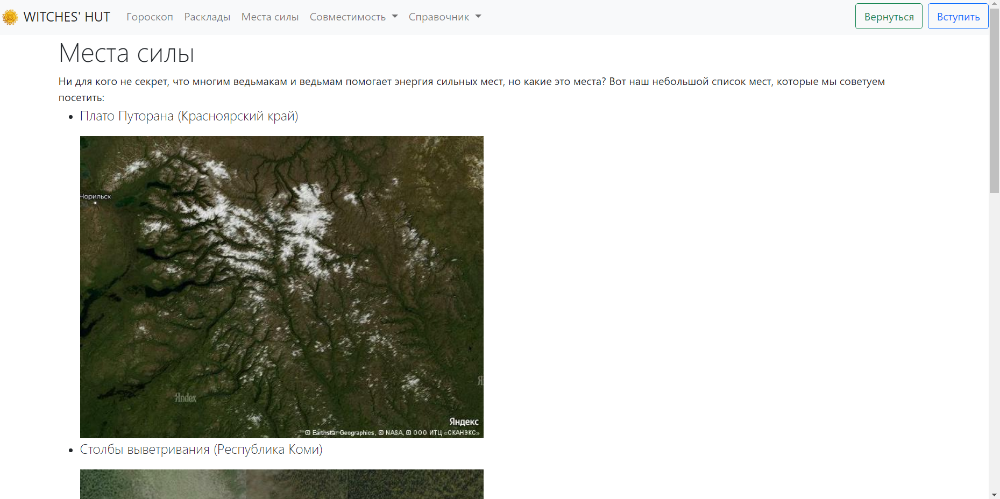 WITCHES' HUT Гороскоп Расклады Места силы Совместимость Справочник Вернуться Вступить
Места силы
Ни для кого не секрет, что многим ведьмакам и ведьмам помогает энергия сильных мест, но какие это места? Вот наш небольшой список мест, которые мы советуем
посетить:
• Плато Путорана (Красноярский край)
Норильск
Яndex
Яндекс
© Earthstar Geographics, © NASA, © ООО ИТЦ «СКАНЭКС»
• Столбы выветривания (Республика Коми)